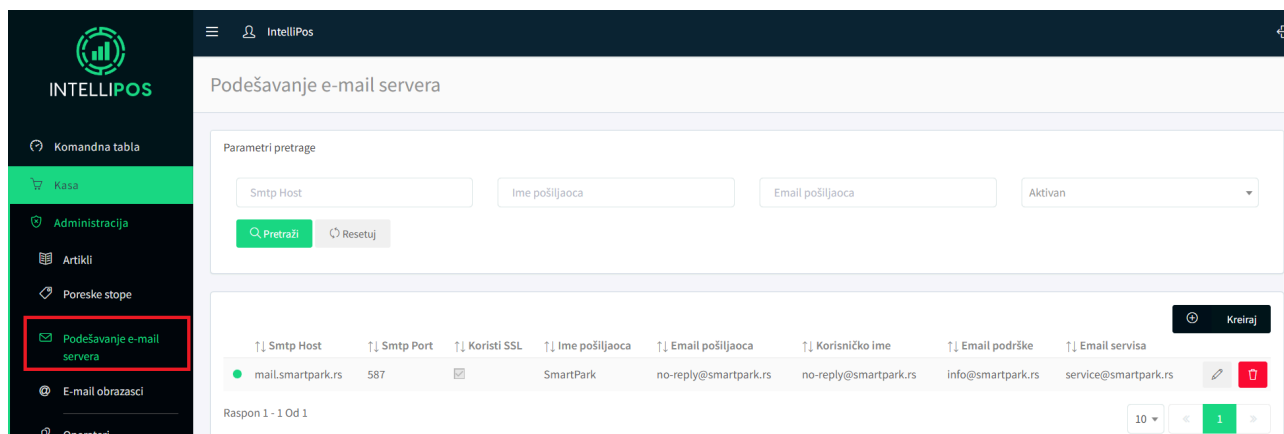 INTELLIPOS
IntelliPos
Podešavanje e-mail servera
Komandna tabla
Kasa
Administracija
Artikli
Poreske stope
Podešavanje e-mail
servera
E-mail obrazasci
Operateri
Parametri pretrage
Smtp Host Ime pošiljaoca Email pošiljaoca Aktivan
Pretraži Resetuj
Kreiraj
Smtp Host Smtp Port Koristi SSL Ime pošiljaoca Email pošiljaoca Korisničko ime Email podrške Email servisa
mail.smartpark.rs 587 SmartPark no-reply@smartpark.rs no-reply@smartpark.rs info@smartpark.rs service@smartpark.rs
Raspon 1 - 1 Od 1
10 « 1 »